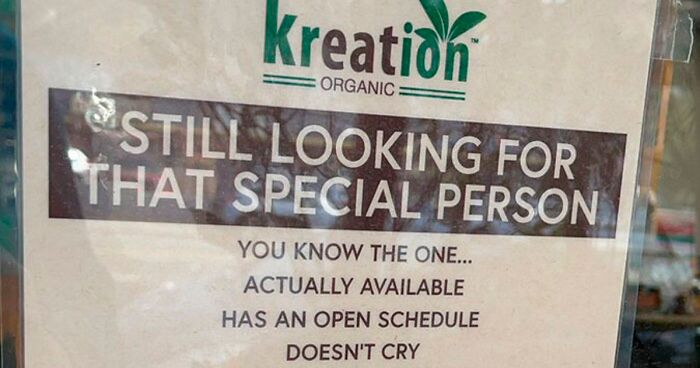 kreation™
ORGANIC
STILL LOOKING FOR
THAT SPECIAL PERSON
YOU KNOW THE ONE...
ACTUALLY AVAILABLE
HAS AN OPEN SCHEDULE
DOESN'T CRY